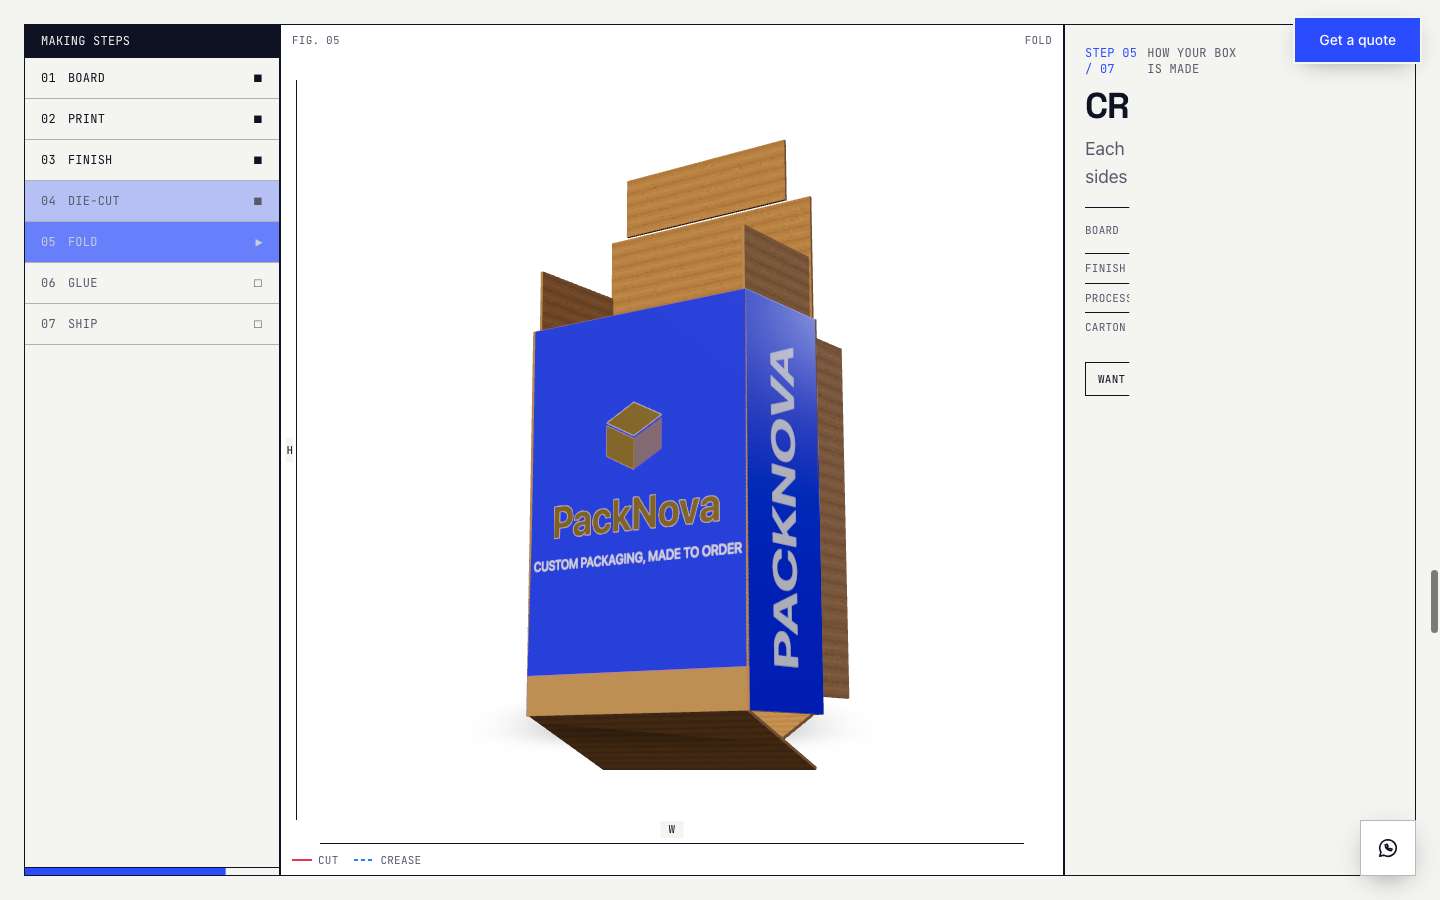 MAKING STEPS
01 BOARD
02 PRINT
03 FINISH
04 DIE-CUT
05 FOLD
06 GLUE
07 SHIP
FIG. 05
FOLD
H
PackNova
CUSTOM PACKAGING, MADE TO ORDER
PACKNOVA
W
CUT
CREASE
STEP 05 / 07
HOW YOUR BOX IS MADE
CR
Each
sides
BOARD
FINISH
PROCESS
CARTON
WANT
Get a quote